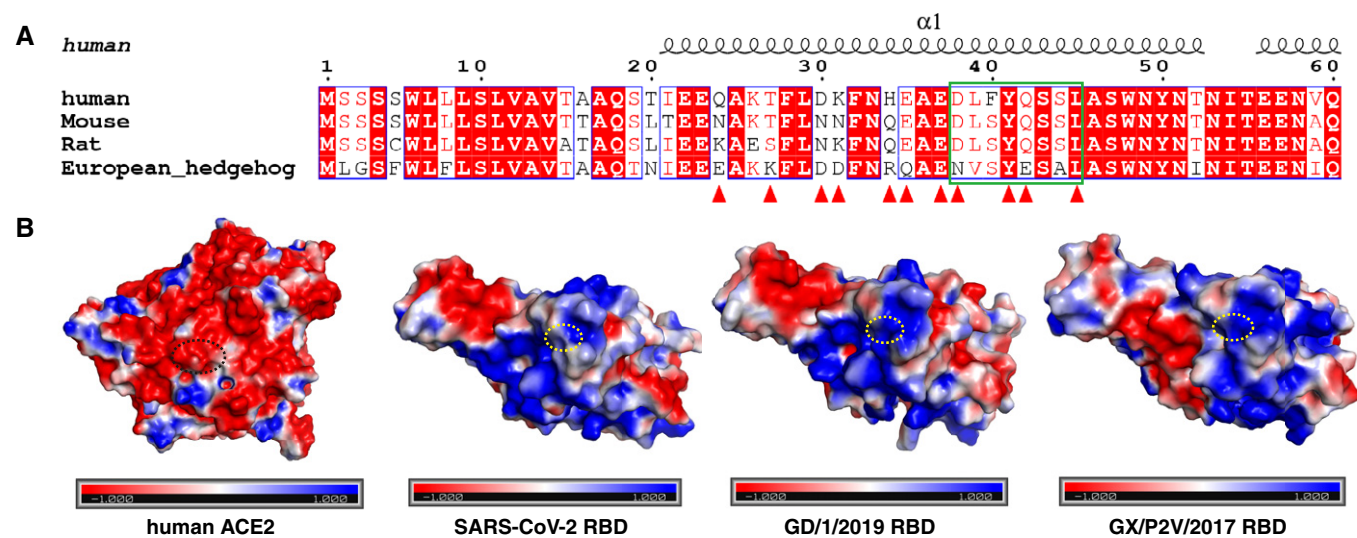 A
α1
human
1 10 20 30 40 50 60
human MSSSSWLLLSLVAVTAAQSTIEEQAKTFLDKFNHEAEDLFYQSSLASWNYNTNITEENVQ
Mouse MSSSSWLLLSLVAVTTAQSLTEENAKTFLNNFNQEAEDLSYQSSLASWNYNTNITEENAQ
Rat MSSSCWLLLSLVAVATAQSLIEEKAESFLNKFNQEAEDLSYQSSLASWNYNTNITEENAQ
European_hedgehog MLGSFWLFLSLVAVTAAQTNIEEEAKKFLDDFNRQAENVSYESALASWNYNINITEENIQ
B
-1.000 1.000 -1.000 1.000 -1.000 1.000 -1.000 1.000
human ACE2 SARS-CoV-2 RBD GD/1/2019 RBD GX/P2V/2017 RBD